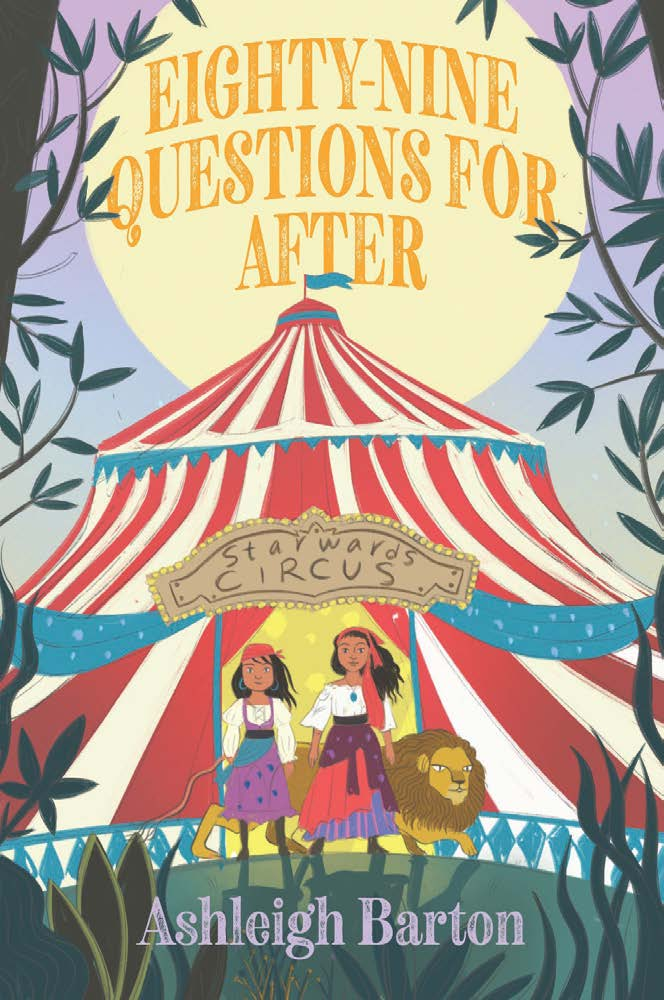 EIGHTY-NINE
QUESTIONS FOR
AFTER
Starwards
CIRCUS
Ashleigh Barton